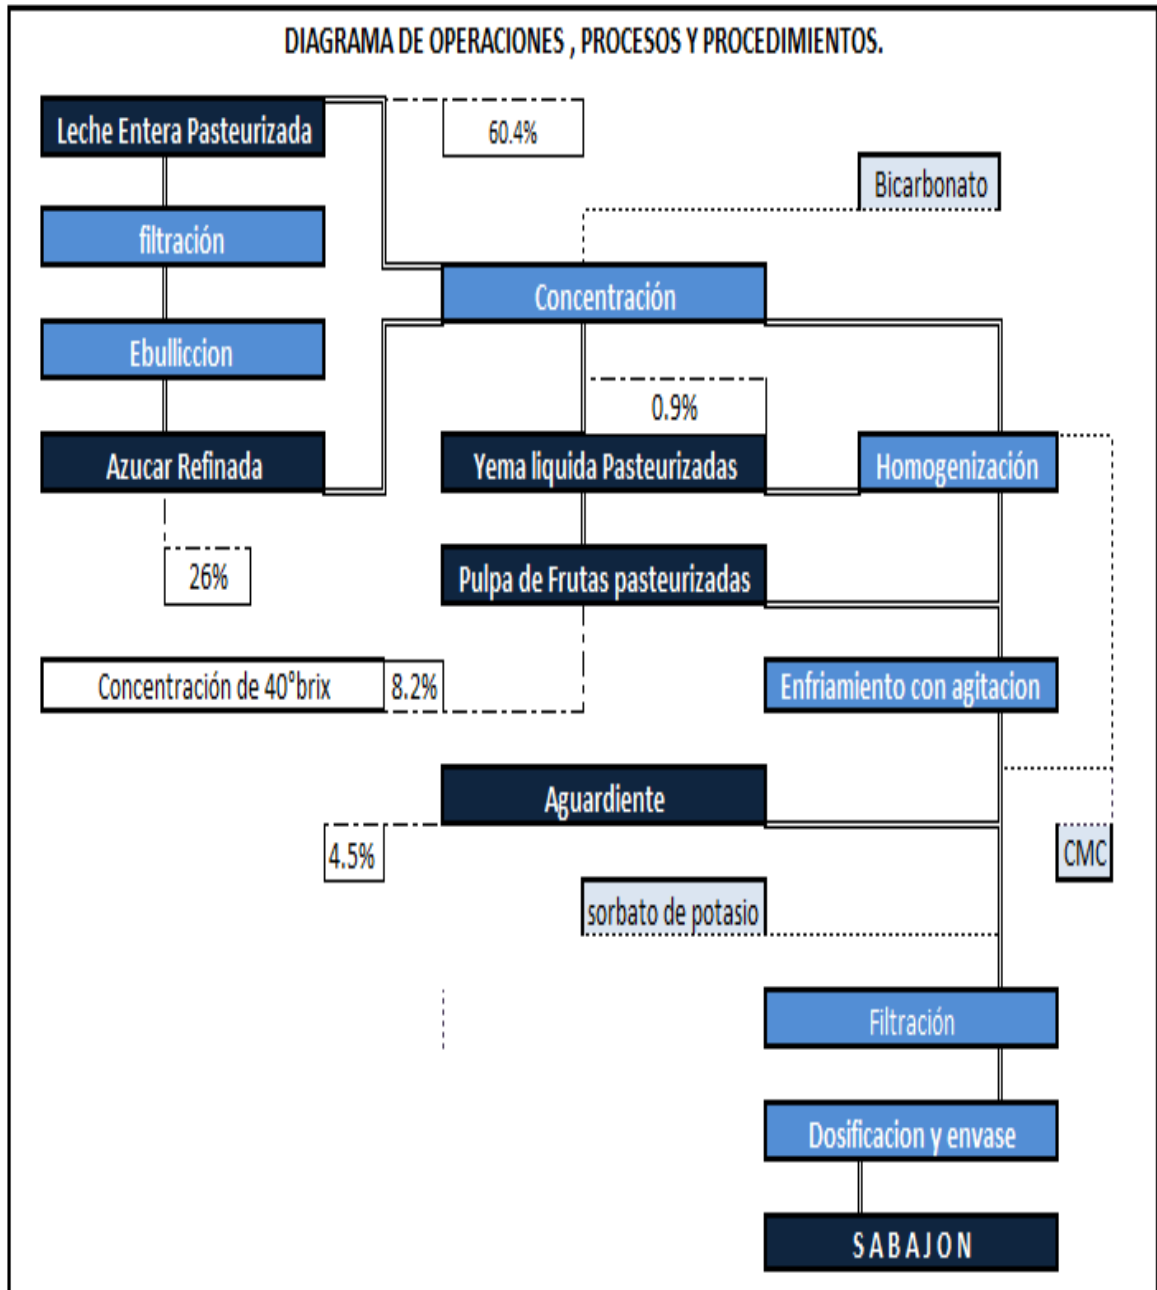 DIAGRAMA DE OPERACIONES , PROCESOS Y PROCEDIMIENTOS.
Leche Entera Pasteurizada
60.4%
Bicarbonato
filtración
Concentración
Ebulliccion
0.9%
Azucar Refinada
Yema liquida Pasteurizadas
Homogenización
26%
Pulpa de Frutas pasteurizadas
Concentración de 40°brix
8.2%
Enfriamiento con agitacion
Aguardiente
4.5%
CMC
sorbato de potasio
Filtración
Dosificacion y envase
SABAJON